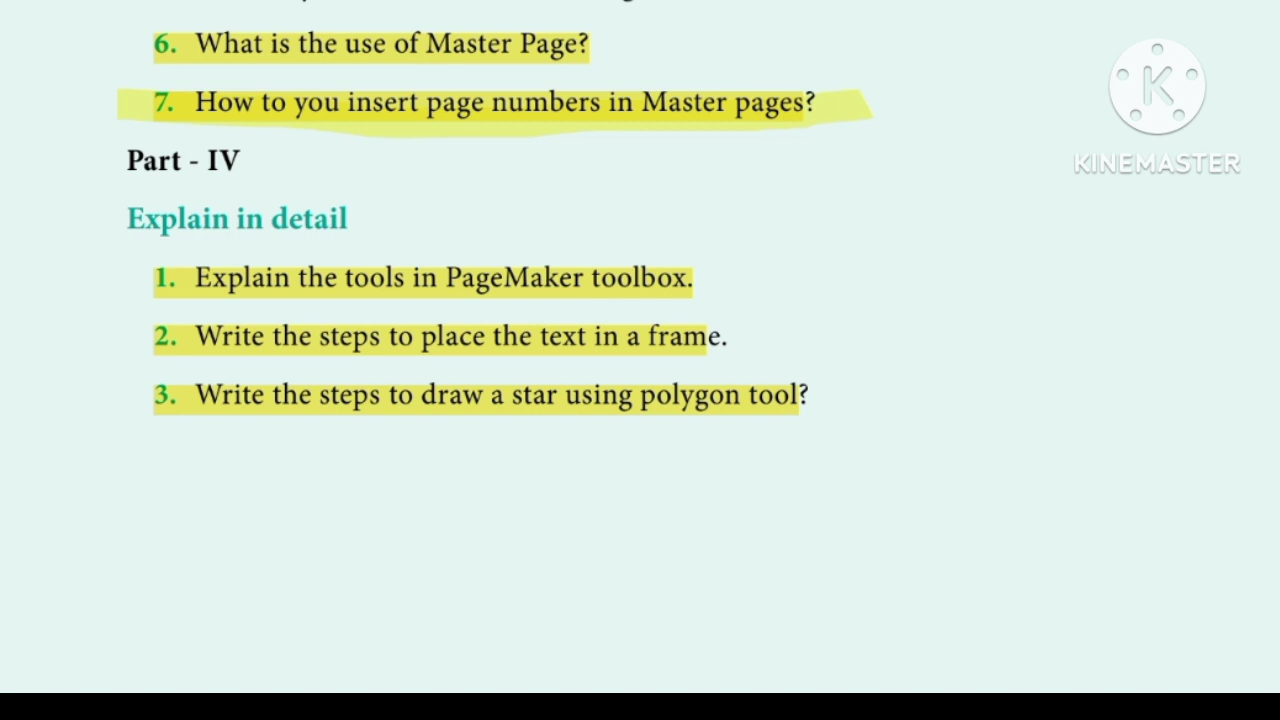 6. What is the use of Master Page?
7. How to you insert page numbers in Master pages?
Part - IV
Explain in detail
1. Explain the tools in PageMaker toolbox.
2. Write the steps to place the text in a frame.
3. Write the steps to draw a star using polygon tool?
K
KINEMASTER